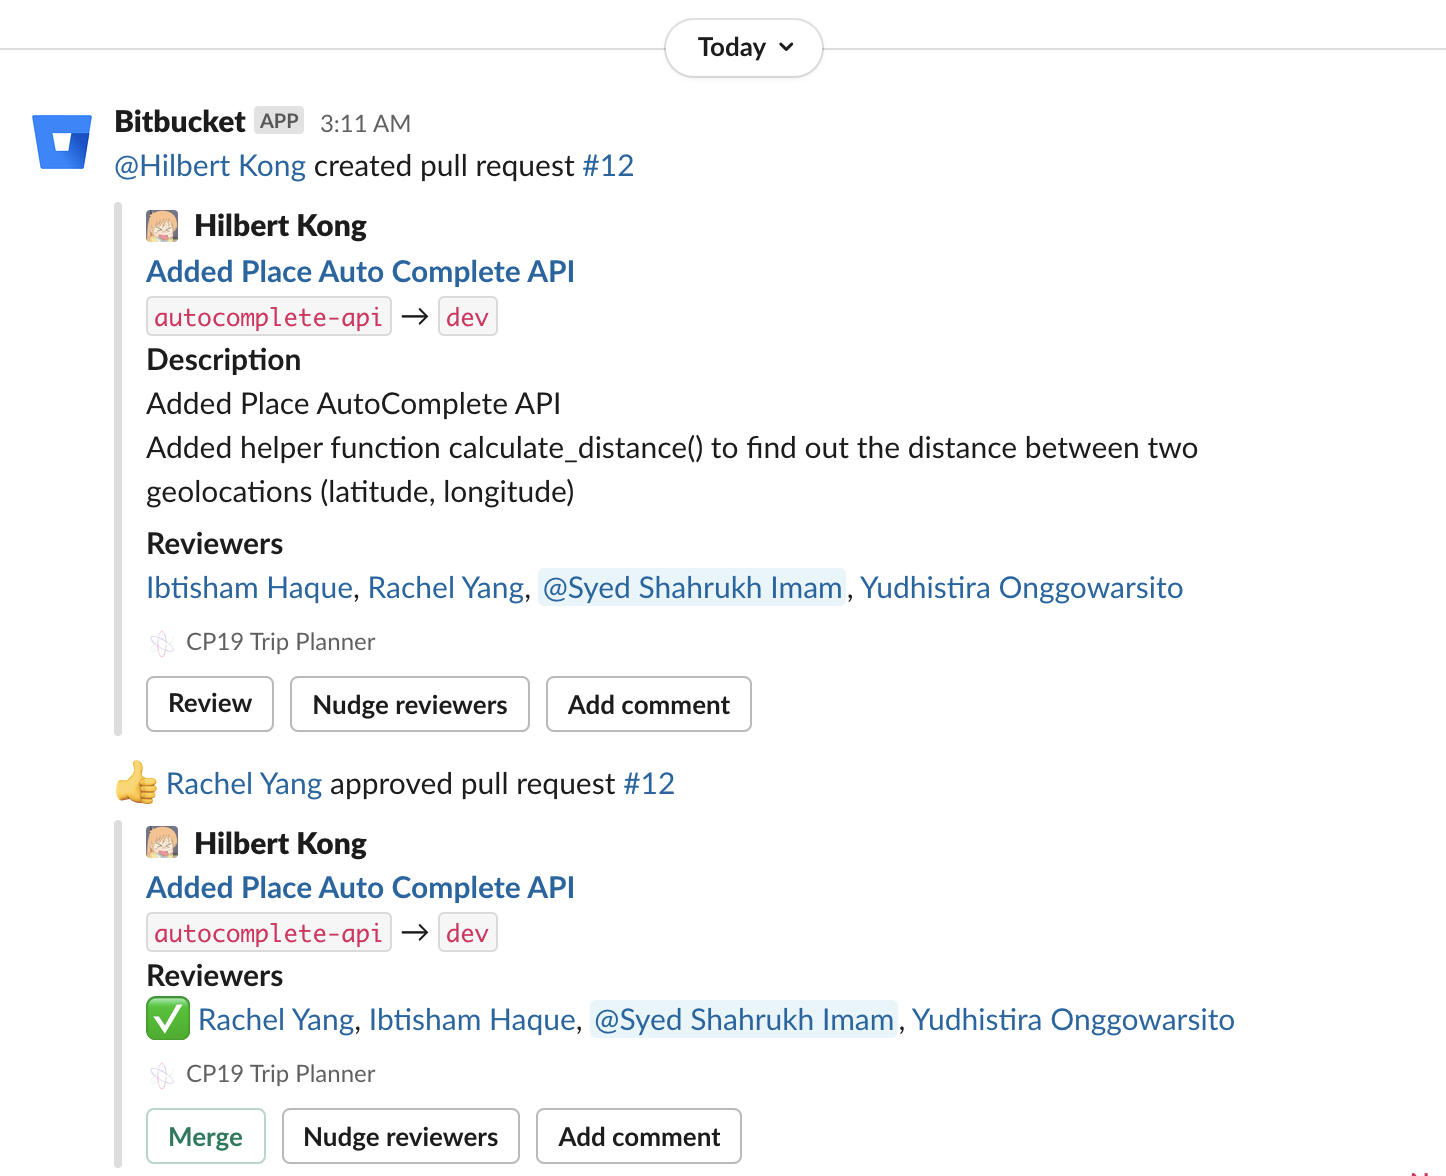 Today
Bitbucket APP 3:11 AM
@Hilbert Kong created pull request #12
Hilbert Kong
Added Place Auto Complete API
autocomplete-api → dev
Description
Added Place AutoComplete API
Added helper function calculate_distance() to find out the distance between two
geolocations (latitude, longitude)
Reviewers
Ibtisham Haque, Rachel Yang, @Syed Shahrukh Imam, Yudhistira Onggowarsito
CP19 Trip Planner
Review Nudge reviewers Add comment
👍 Rachel Yang approved pull request #12
Hilbert Kong
Added Place Auto Complete API
autocomplete-api → dev
Reviewers
✅ Rachel Yang, Ibtisham Haque, @Syed Shahrukh Imam, Yudhistira Onggowarsito
CP19 Trip Planner
Merge Nudge reviewers Add comment